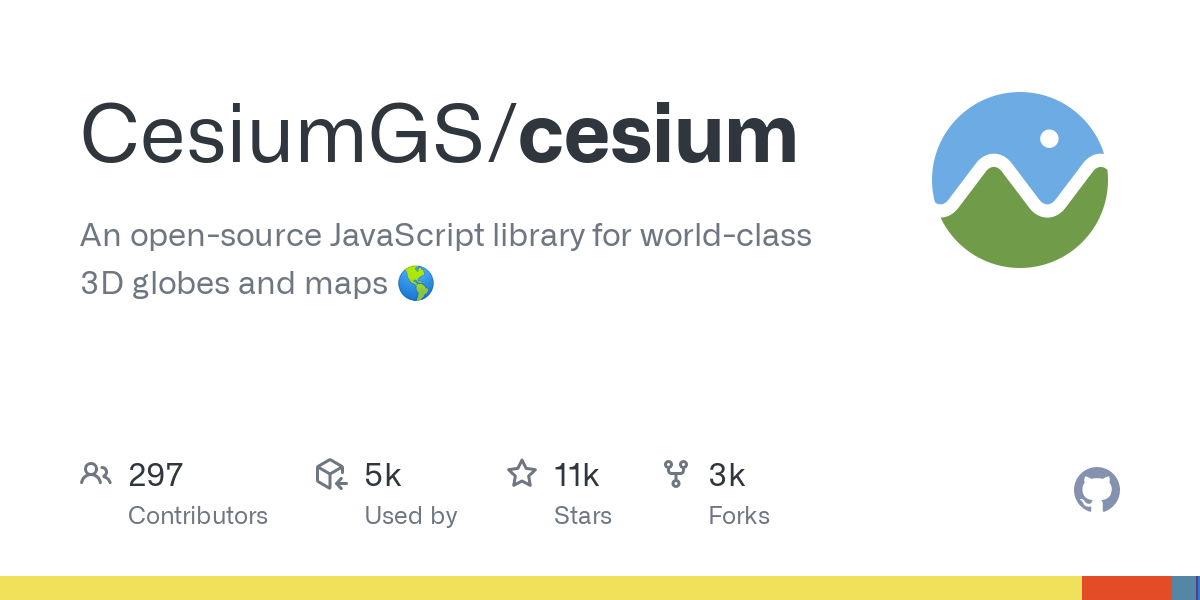 CesiumGS/cesium
An open-source JavaScript library for world-class
3D globes and maps 🌎
297 5k 11k 3k
Contributors Used by Stars Forks